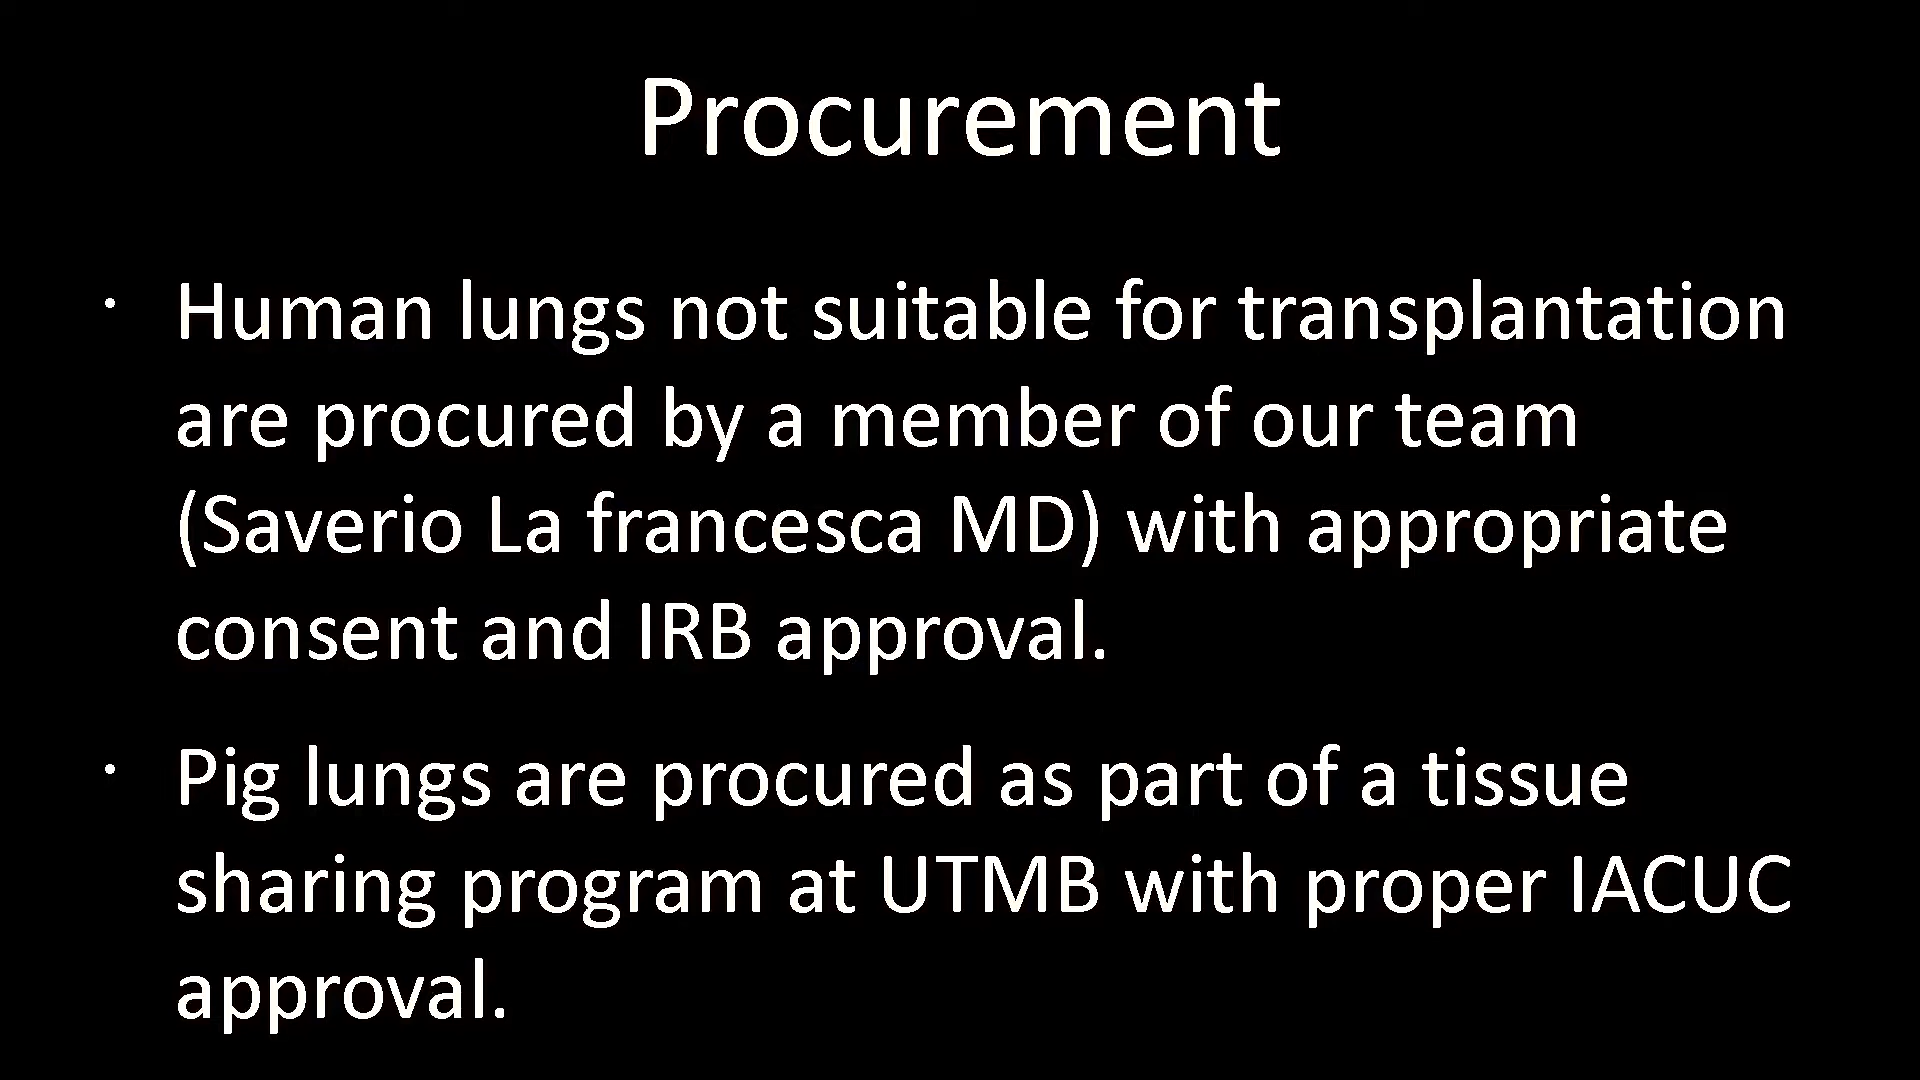 Procurement
· Human lungs not suitable for transplantation
are procured by a member of our team
(Saverio La francesca MD) with appropriate
consent and IRB approval.
· Pig lungs are procured as part of a tissue
sharing program at UTMB with proper IACUC
approval.